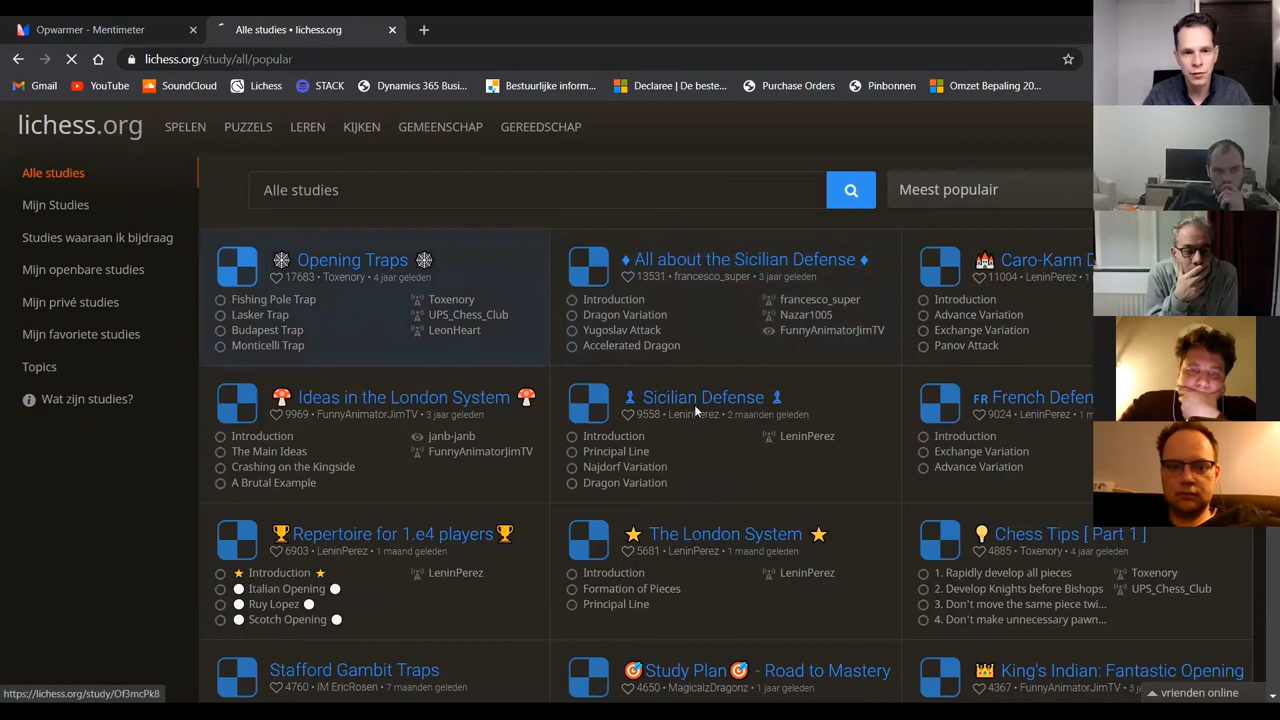 Opwarmer - Mentimeter
Alle studies • lichess.org
lichess.org/study/all/popular
Gmail YouTube SoundCloud Lichess STACK Dynamics 365 Busi... Bestuurlijke inform... Declaree | De beste... Purchase Orders Pinbonnen Omzet Bepaling 20...
lichess.org SPELEN PUZZELS LEREN KIJKEN GEMEENSCHAP GEREEDSCHAP
Alle studies
Mijn Studies
Studies waaraan ik bijdraag
Mijn openbare studies
Mijn privé studies
Mijn favoriete studies
Topics
Wat zijn studies?
Alle studies
Meest populair
Opening Traps
17683 • Toxenory • 4 jaar geleden
Fishing Pole Trap
Lasker Trap
Budapest Trap
Monticelli Trap
Toxenory
UPS_Chess_Club
LeonHeart
All about the Sicilian Defense
13531 • francesco_super • 3 jaar geleden
Introduction
Dragon Variation
Yugoslav Attack
Accelerated Dragon
francesco_super
Nazar1005
FunnyAnimatorJimTV
Caro-Kann D
11004 • LeninPerez • 1 m
Introduction
Advance Variation
Exchange Variation
Panov Attack
Ideas in the London System
9969 • FunnyAnimatorJimTV • 3 jaar geleden
Introduction
The Main Ideas
Crashing on the Kingside
A Brutal Example
janb-janb
FunnyAnimatorJimTV
Sicilian Defense
9558 • LeninPerez • 2 maanden geleden
Introduction
Principal Line
Najdorf Variation
Dragon Variation
LeninPerez
FR French Defen
9024 • LeninPerez • 1 m
Introduction
Exchange Variation
Advance Variation
Repertoire for 1.e4 players
6903 • LeninPerez • 1 maand geleden
Introduction
Italian Opening
Ruy Lopez
Scotch Opening
LeninPerez
The London System
5681 • LeninPerez • 1 maand geleden
Introduction
Formation of Pieces
Principal Line
LeninPerez
Chess Tips [ Part 1 ]
4885 • Toxenory • 4 jaar geleden
1. Rapidly develop all pieces
2. Develop Knights before Bishops
3. Don't move the same piece twi...
4. Don't make unnecessary pawn...
Toxenory
UPS_Chess_Club
Stafford Gambit Traps
4760 • IM EricRosen • 7 maanden geleden
Study Plan - Road to Mastery
4650 • MagicalzDragonz • 1 jaar geleden
King's Indian: Fantastic Opening
4367 • FunnyAnimatorJimTV • 3 ja
https://lichess.org/study/Of3mcPk8
vrienden online